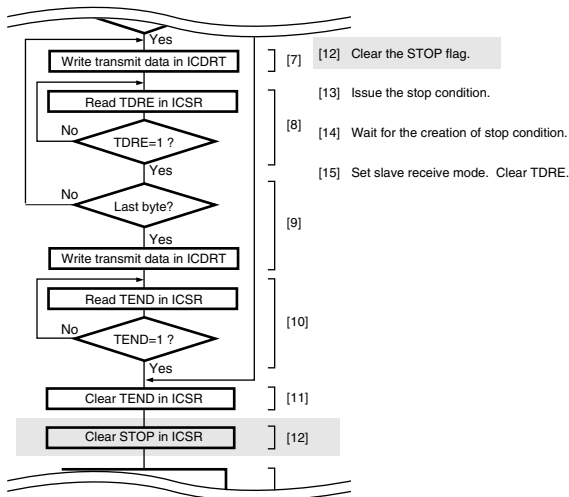 Yes
Write transmit data in ICDRT
[7]
[12] Clear the STOP flag.
Read TDRE in ICSR
[13] Issue the stop condition.
No
TDRE=1 ?
[8]
[14] Wait for the creation of stop condition.
Yes
[15] Set slave receive mode. Clear TDRE.
No
Last byte?
[9]
Yes
Write transmit data in ICDRT
Read TEND in ICSR
[10]
No
TEND=1 ?
Yes
Clear TEND in ICSR
[11]
Clear STOP in ICSR
[12]